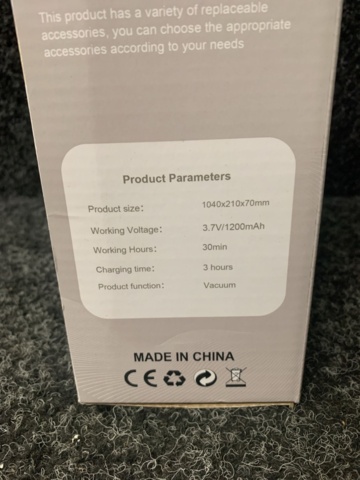 This product has a variety of replaceable
accessories, you can choose the appropriate
accessories according to your needs
Product Parameters
Product size: 1040x210x70mm
Working Voltage: 3.7V/1200mAh
Working Hours: 30min
Charging time: 3 hours
Product function: Vacuum
MADE IN CHINA
CE